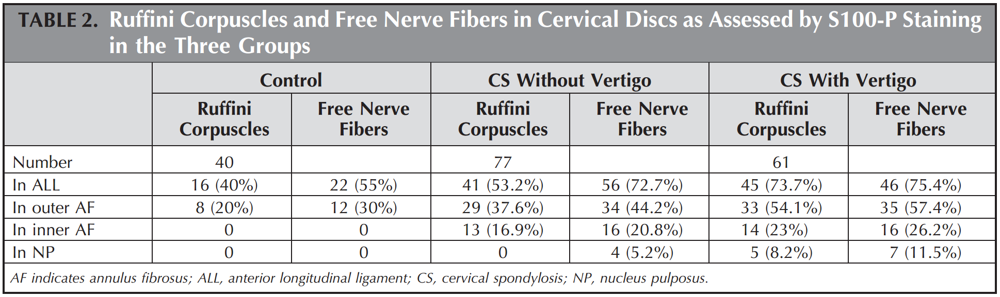 TABLE 2. Ruffini Corpuscles and Free Nerve Fibers in Cervical Discs as Assessed by S100-P Staining
in the Three Groups
Control CS Without Vertigo CS With Vertigo
Ruffini Corpuscles Free Nerve Fibers Ruffini Corpuscles Free Nerve Fibers Ruffini Corpuscles Free Nerve Fibers
Number 40 77 61
In ALL 16 (40%) 22 (55%) 41 (53.2%) 56 (72.7%) 45 (73.7%) 46 (75.4%)
In outer AF 8 (20%) 12 (30%) 29 (37.6%) 34 (44.2%) 33 (54.1%) 35 (57.4%)
In inner AF 0 0 13 (16.9%) 16 (20.8%) 14 (23%) 16 (26.2%)
In NP 0 0 0 4 (5.2%) 5 (8.2%) 7 (11.5%)
AF indicates annulus fibrosus; ALL, anterior longitudinal ligament; CS, cervical spondylosis; NP, nucleus pulposus.